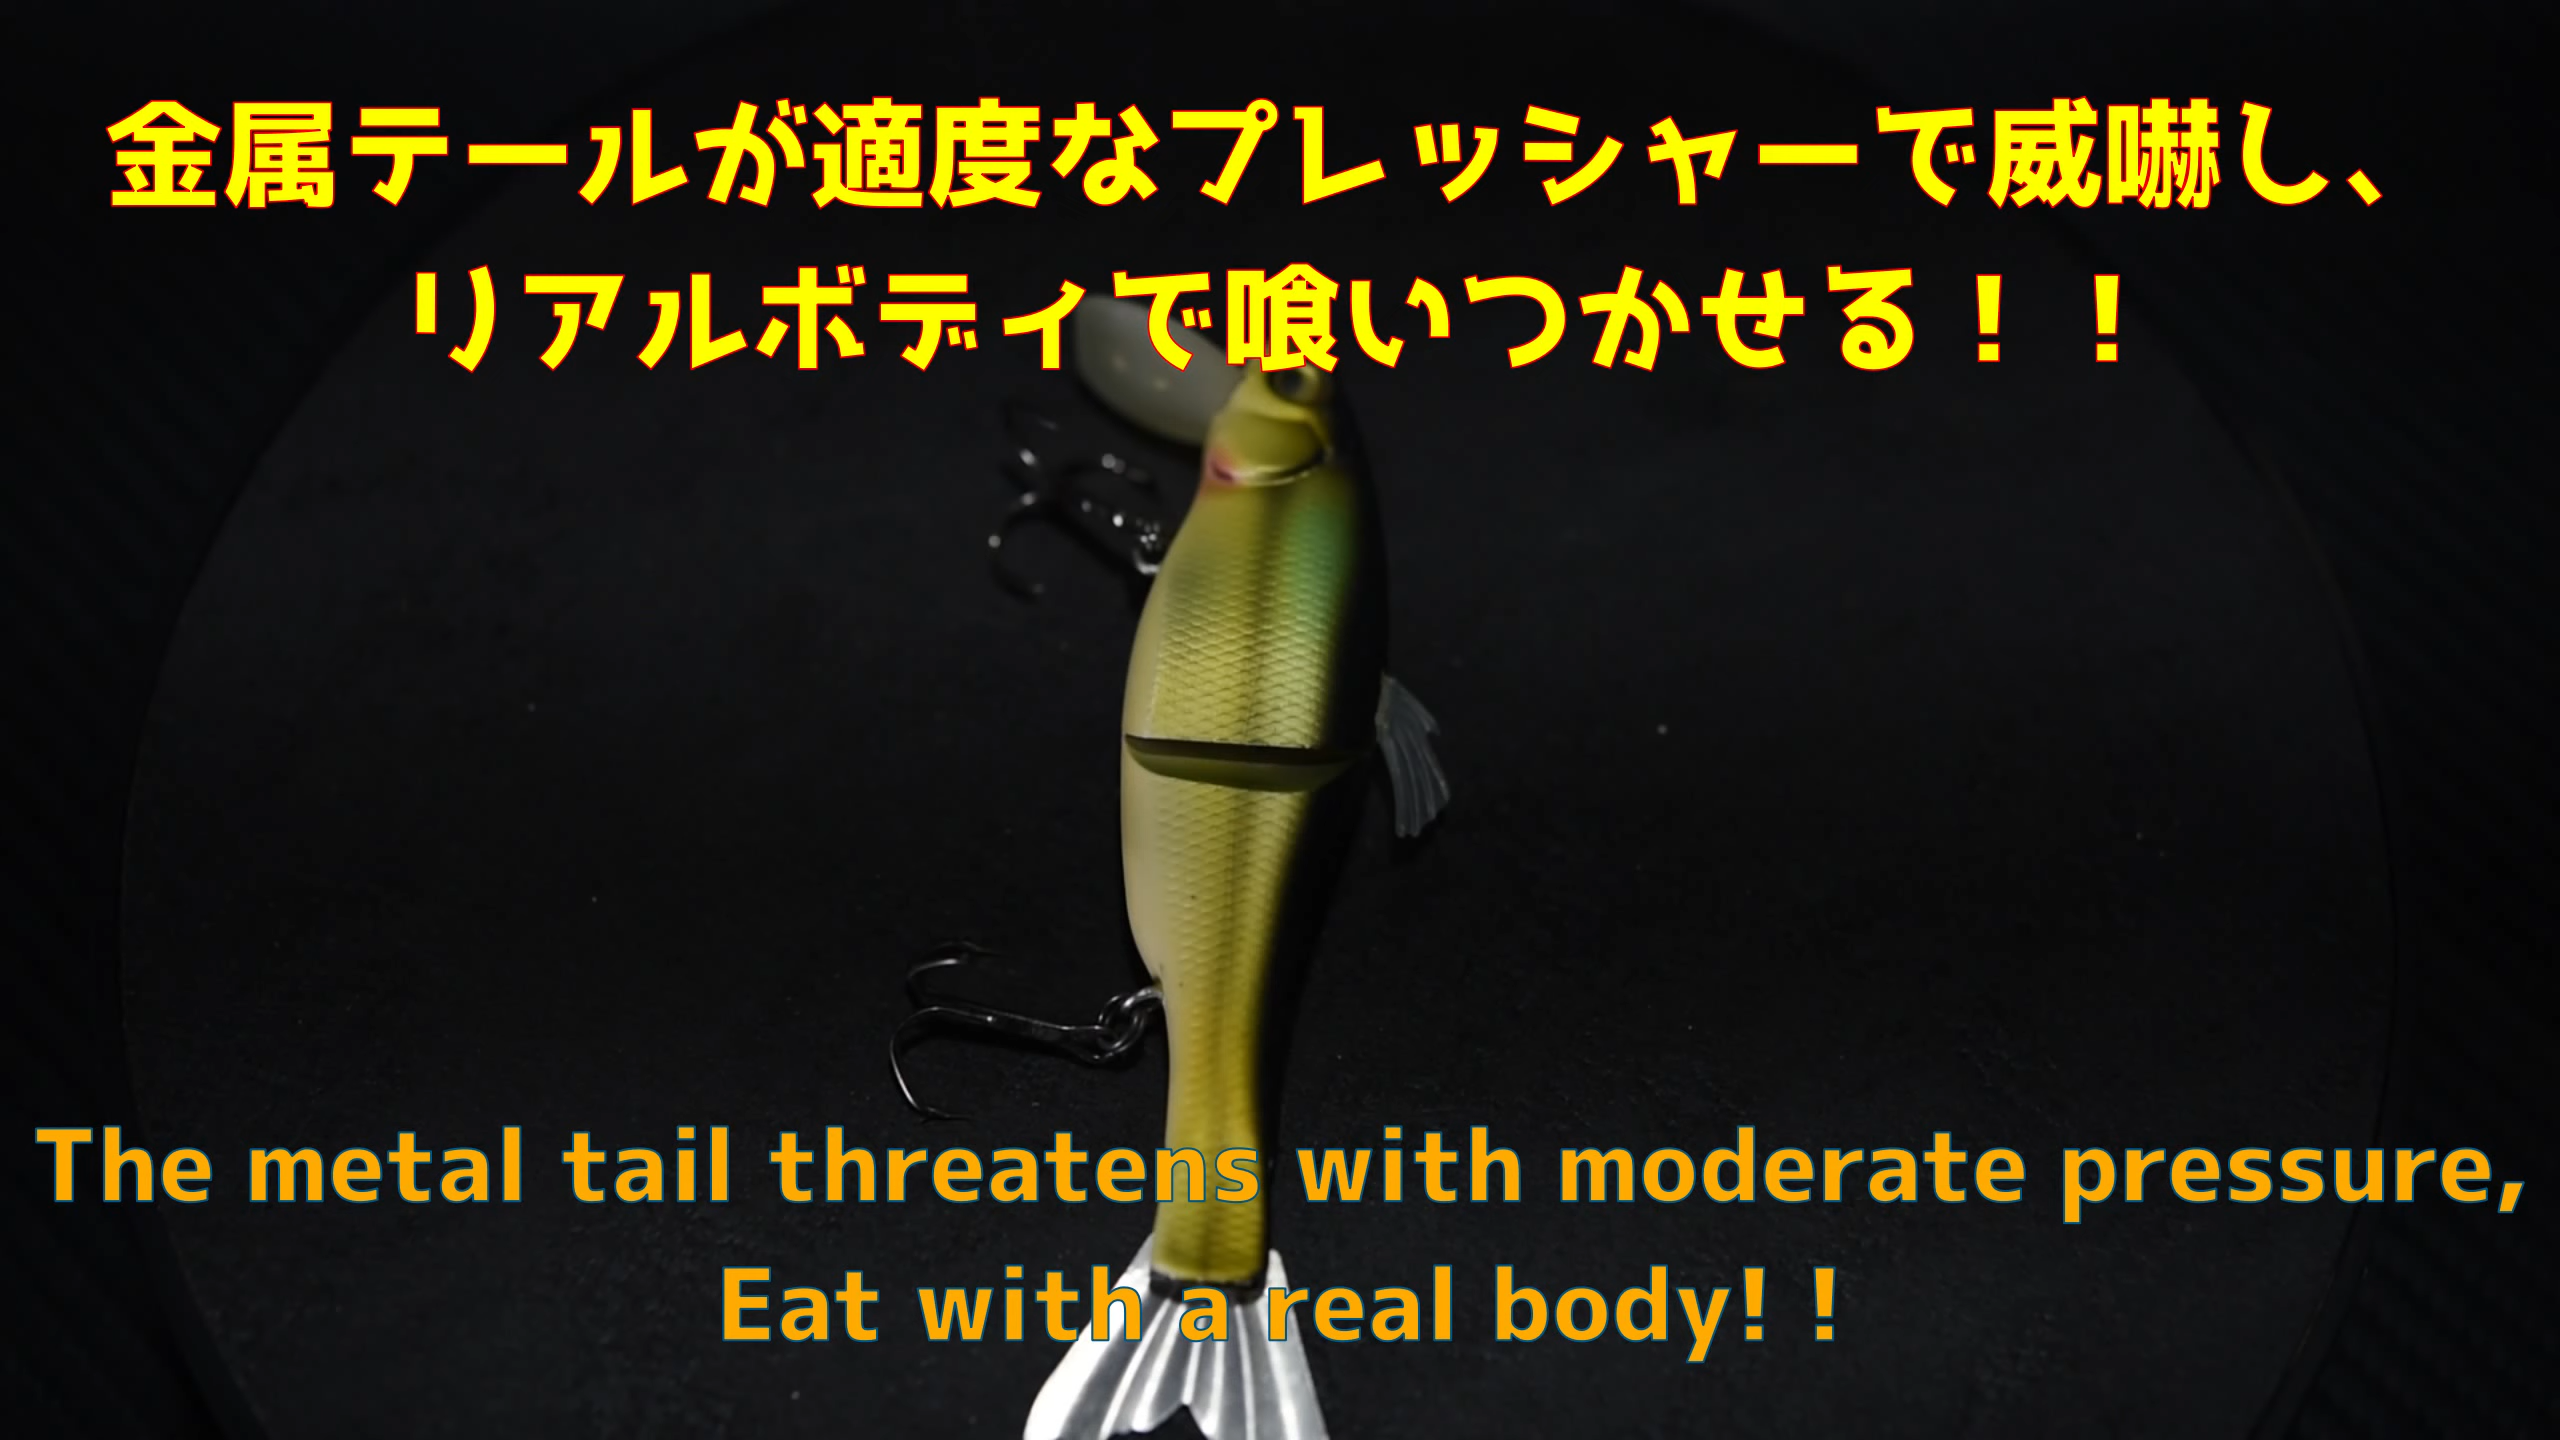 金属テールが適度なプレッシャーで威嚇し、
リアルボディで喰いつかせる！！
The metal tail threatens with moderate pressure,
Eat with a real body! !